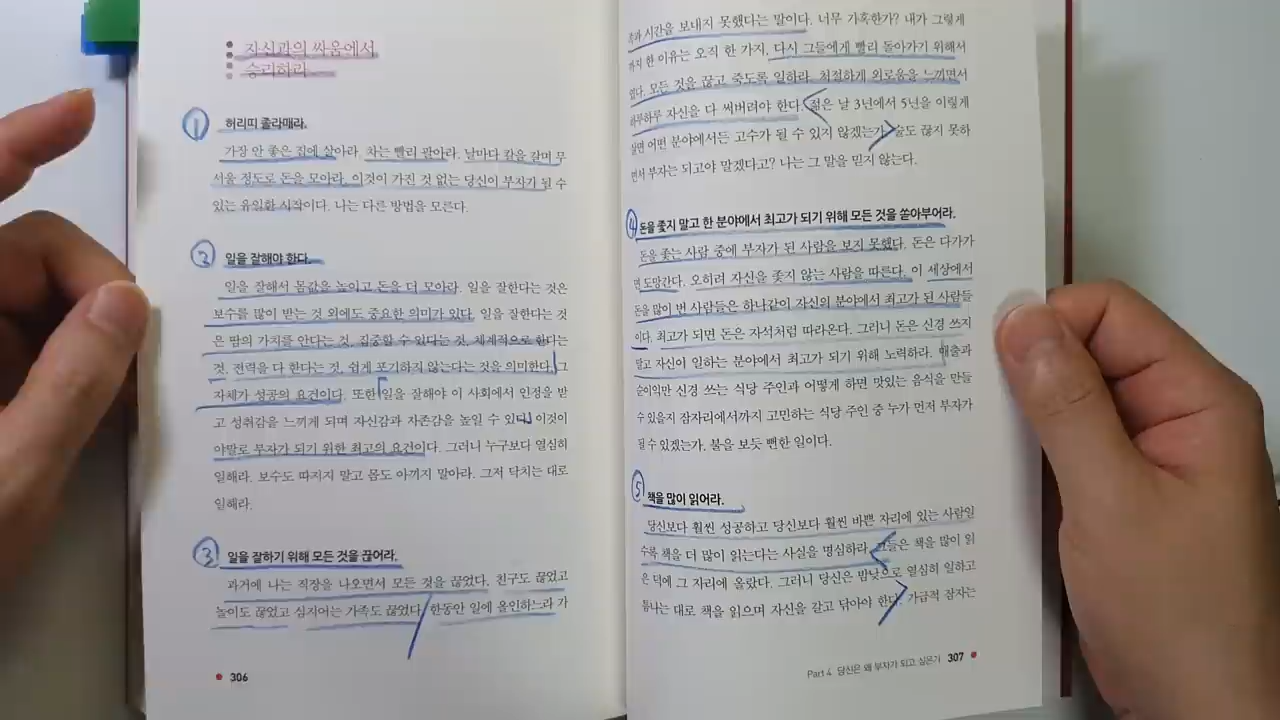 자신과의 싸움에서
승리하라
① 허리띠 졸라매라.
가장 안 좋은 집에 살아라. 차는 빨리 팔아라. 날마다 칼을 갈며 무
서울 정도로 돈을 모아라. 이것이 가진 것 없는 당신이 부자가 될 수
있는 유일한 시작이다. 나는 다른 방법을 모른다.
② 일을 잘해야 한다.
일을 잘해서 몸값을 높이고 돈을 더 모아라. 일을 잘한다는 것은
보수를 많이 받는 것 외에도 중요한 의미가 있다. 일을 잘한다는 것
은 땀의 가치를 안다는 것, 집중할 수 있다는 것, 체계적으로 한다는
것, 전력을 다 한다는 것, 쉽게 포기하지 않는다는 것을 의미한다. 그
자체가 성공의 요건이다. 또한 일을 잘해야 이 사회에서 인정을 받
고 성취감을 느끼게 되며 자신감과 자존감을 높일 수 있다. 이것이
야말로 부자가 되기 위한 최고의 요건이다. 그러니 누구보다 열심히
일해라. 보수도 따지지 말고 몸도 아끼지 말아라. 그저 닥치는 대로
일해라.
③ 일을 잘하기 위해 모든 것을 끊어라.
과거에 나는 직장을 나오면서 모든 것을 끊었다. 친구도 끊었고
놀이도 끊었고 심지어는 가족도 끊었다. 한동안 일에 올인하느라 가
306
족과 시간을 보내지 못했다는 말이다. 너무 가혹한가? 내가 그렇게
까지 한 이유는 오직 한 가지, 다시 그들에게 빨리 돌아가기 위해서
였다. 모든 것을 끊고 죽도록 일하라. 처절하게 외로움을 느끼면서
하루하루 자신을 다 써버려야 한다. 젊은 날 3년에서 5년을 이렇게
살면 어떤 분야에서든 고수가 될 수 있지 않겠는가. 술도 끊지 못하
면서 부자는 되고야 말겠다고? 나는 그 말을 믿지 않는다.
④ 돈을 좇지 말고 한 분야에서 최고가 되기 위해 모든 것을 쏟아부어라.
돈을 좇는 사람 중에 부자가 된 사람을 보지 못했다. 돈은 다가가
면 도망간다. 오히려 자신을 좇지 않는 사람을 따른다. 이 세상에서
돈을 많이 번 사람들은 하나같이 자신의 분야에서 최고가 된 사람들
이다. 최고가 되면 돈은 자석처럼 따라온다. 그러니 돈은 신경 쓰지
말고 자신이 일하는 분야에서 최고가 되기 위해 노력하라. 매출과
순이익만 신경 쓰는 식당 주인과 어떻게 하면 맛있는 음식을 만들
수 있을지 잠자리에서까지 고민하는 식당 주인 중 누가 먼저 부자가
될 수 있겠는가. 불을 보듯 뻔한 일이다.
⑤ 책을 많이 읽어라.
당신보다 훨씬 성공하고 당신보다 훨씬 바쁜 자리에 있는 사람일
수록 책을 더 많이 읽는다는 사실을 명심하라. 그들은 책을 많이 읽
은 덕에 그 자리에 올랐다. 그러니 당신은 밤낮으로 열심히 일하고
틈나는 대로 책을 읽으며 자신을 갈고 닦아야 한다. 가급적 잠자는
Part 4 당신은 왜 부자가 되고 싶은가 307